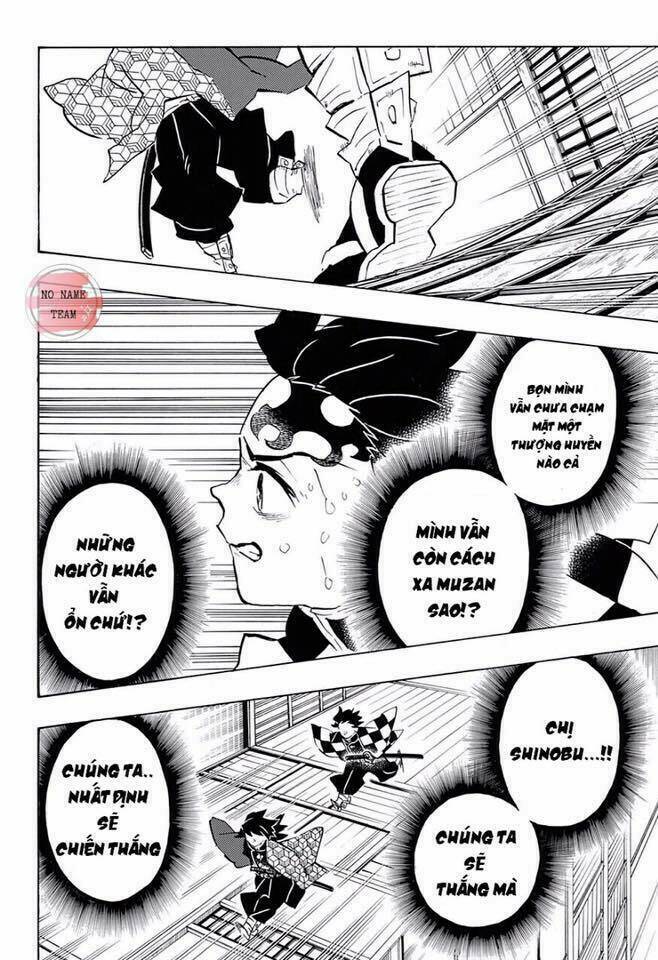 NO NAME
TEAM
BỌN MÌNH
VẪN CHƯA CHẠM
MẶT MỘT
THƯỢNG HUYỀN
NÀO CẢ
MÌNH VẪN
CÒN CÁCH
XA MUZAN
SAO!?
NHỮNG
NGƯỜI KHÁC
VẪN
ỔN CHỨ!?
CHỊ
SHINOBU...!!
CHÚNG TA
SẼ
THẮNG MÀ
CHÚNG TA..
NHẤT ĐỊNH
SẼ
CHIẾN THẮNG